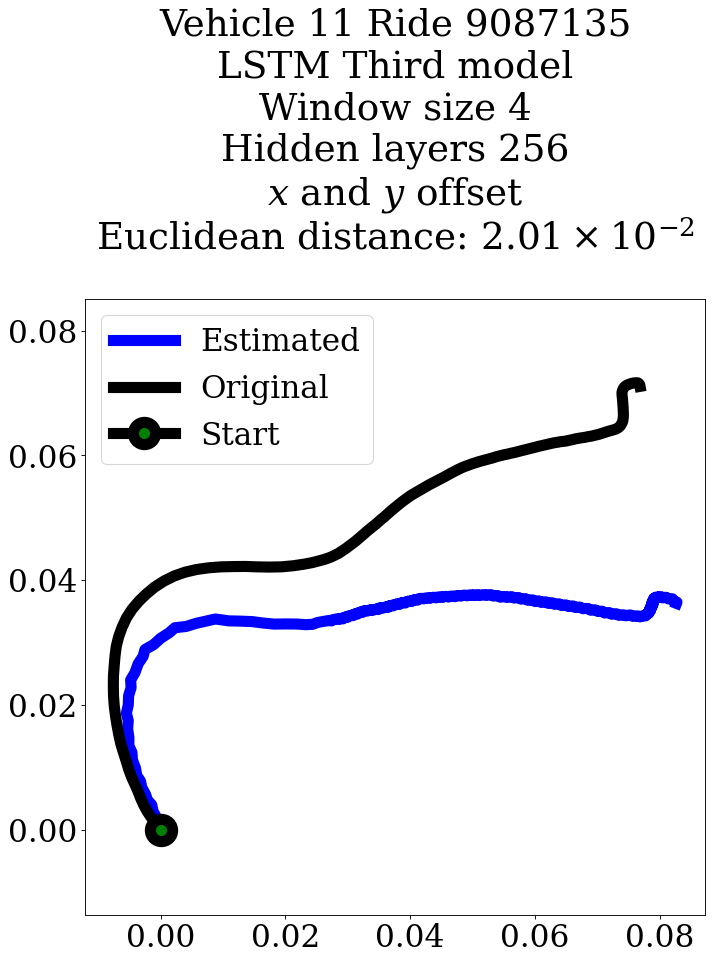 Vehicle 11 Ride 9087135
LSTM Third model
Window size 4
Hidden layers 256
x and y offset
Euclidean distance: 2.01 × 10⁻²
Estimated
Original
Start
0.08
0.06
0.04
0.02
0.00
0.00 0.02 0.04 0.06 0.08